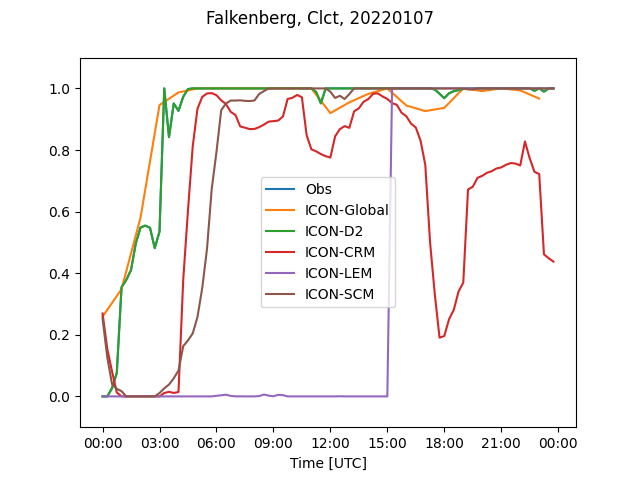 Falkenberg, Clct, 20220107
1.0
0.8
0.6
0.4
0.2
0.0
Obs
ICON-Global
ICON-D2
ICON-CRM
ICON-LEM
ICON-SCM
00:00 03:00 06:00 09:00 12:00 15:00 18:00 21:00 00:00
Time [UTC]